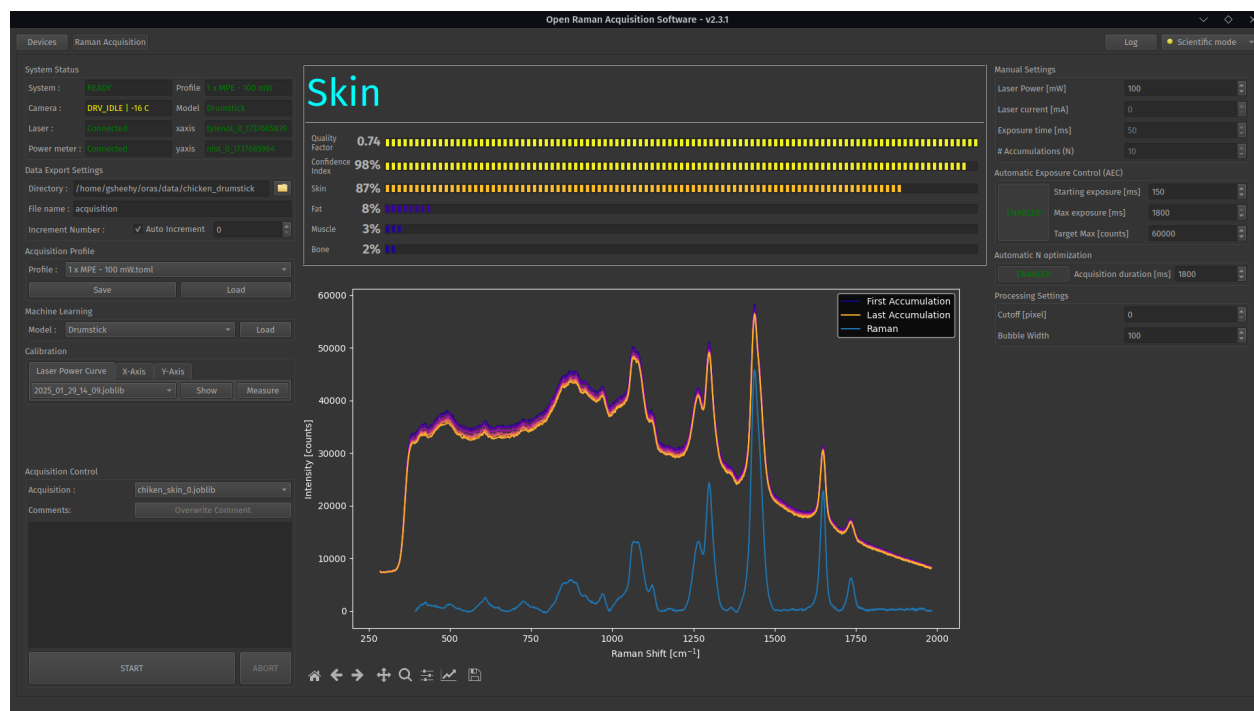 Open Raman Acquisition Software - v2.3.1
Devices
Raman Acquisition
Log
Scientific mode
System Status
System : READY Profile 1 x MPE - 100 mW
Camera : DRV_IDLE | -16 C Model Drumstick
Laser : Connected xaxis tylenol_0_1737665839
Power meter : Connected yaxis nist_0_1737665964
Data Export Settings
Directory : /home/gsheehy/oras/data/chicken_drumstick
File name : acquisition
Increment Number : ✓ Auto Increment 0
Acquisition Profile
Profile : 1 x MPE - 100 mW.toml
Save Load
Machine Learning
Model : Drumstick Load
Calibration
Laser Power Curve X-Axis Y-Axis
2025_01_29_14_09.joblib Show Measure
Acquisition Control
Acquisition : chiken_skin_0.joblib
Comments: Overwrite Comment
START ABORT
Skin
Quality Factor 0.74
Confidence Index 98%
Skin 87%
Fat 8%
Muscle 3%
Bone 2%
First Accumulation
Last Accumulation
Raman
Intensity [counts]
60000
50000
40000
30000
20000
10000
0
250 500 750 1000 1250 1500 1750 2000
Raman Shift [cm⁻¹]
Manual Settings
Laser Power [mW] 100
Laser current [mA] 0
Exposure time [ms] 50
# Accumulations (N) 10
Automatic Exposure Control (AEC)
ENABLED
Starting exposure [ms] 150
Max exposure [ms] 1800
Target Max [counts] 60000
Automatic N optimization
ENABLED Acquisition duration [ms] 1800
Processing Settings
Cutoff [pixel] 0
Bubble Width 100